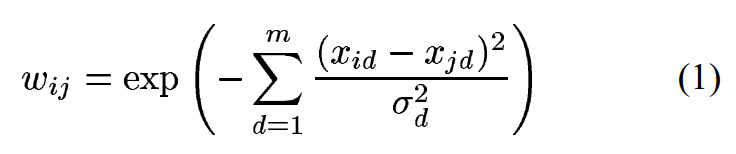 w_{ij} = \exp\left(-\sum_{d=1}^{m} \frac{(x_{id} - x_{jd})^2}{\sigma_d^2}\right) (1)